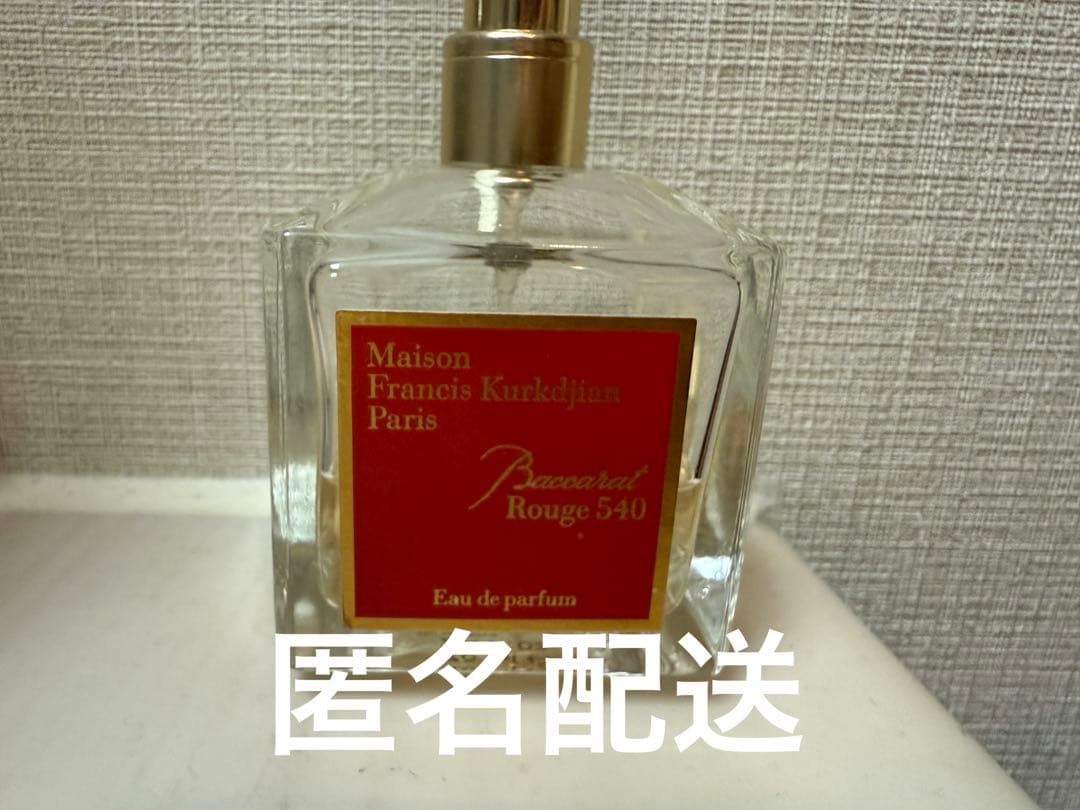 Maison
Francis Kurkdjian
Paris
Baccarat
Rouge 540
Eau de parfum
匿名配送